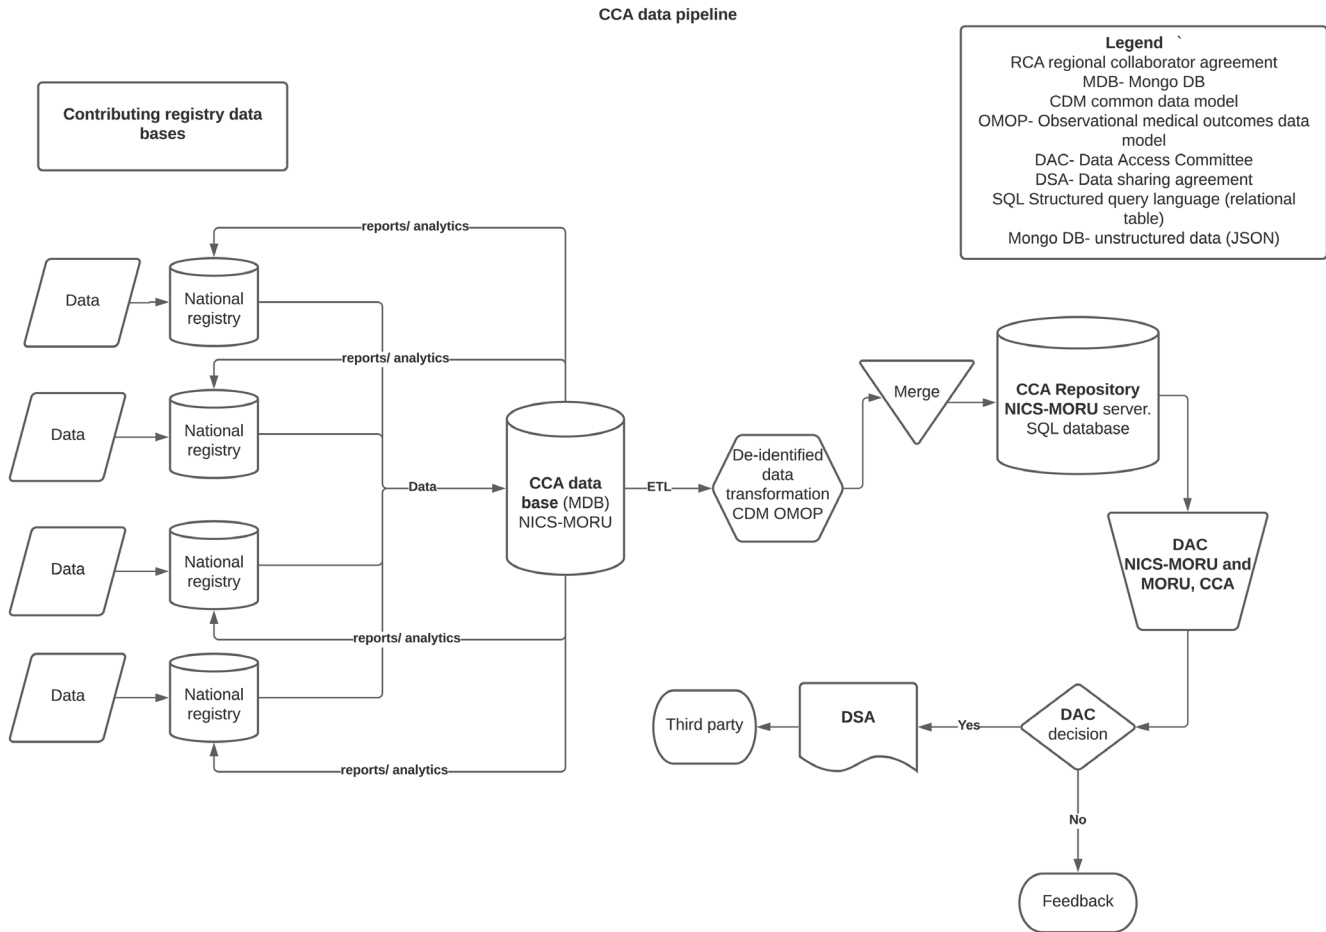 CCA data pipeline
Legend `
RCA regional collaborator agreement
MDB- Mongo DB
CDM common data model
OMOP- Observational medical outcomes data
model
DAC- Data Access Committee
DSA- Data sharing agreement
SQL Structured query language (relational
table)
Mongo DB- unstructured data (JSON)
Contributing registry data
bases
reports/ analytics
Data
National
registry
reports/ analytics
Data
National
registry
Data
National
registry
reports/ analytics
Data
National
registry
reports/ analytics
Data
CCA data
base (MDB)
NICS-MORU
ETL
De-identified
data
transformation
CDM OMOP
Merge
CCA Repository
NICS-MORU server.
SQL database
DAC
NICS-MORU and
MORU, CCA
DAC
decision
Yes
DSA
Third party
No
Feedback